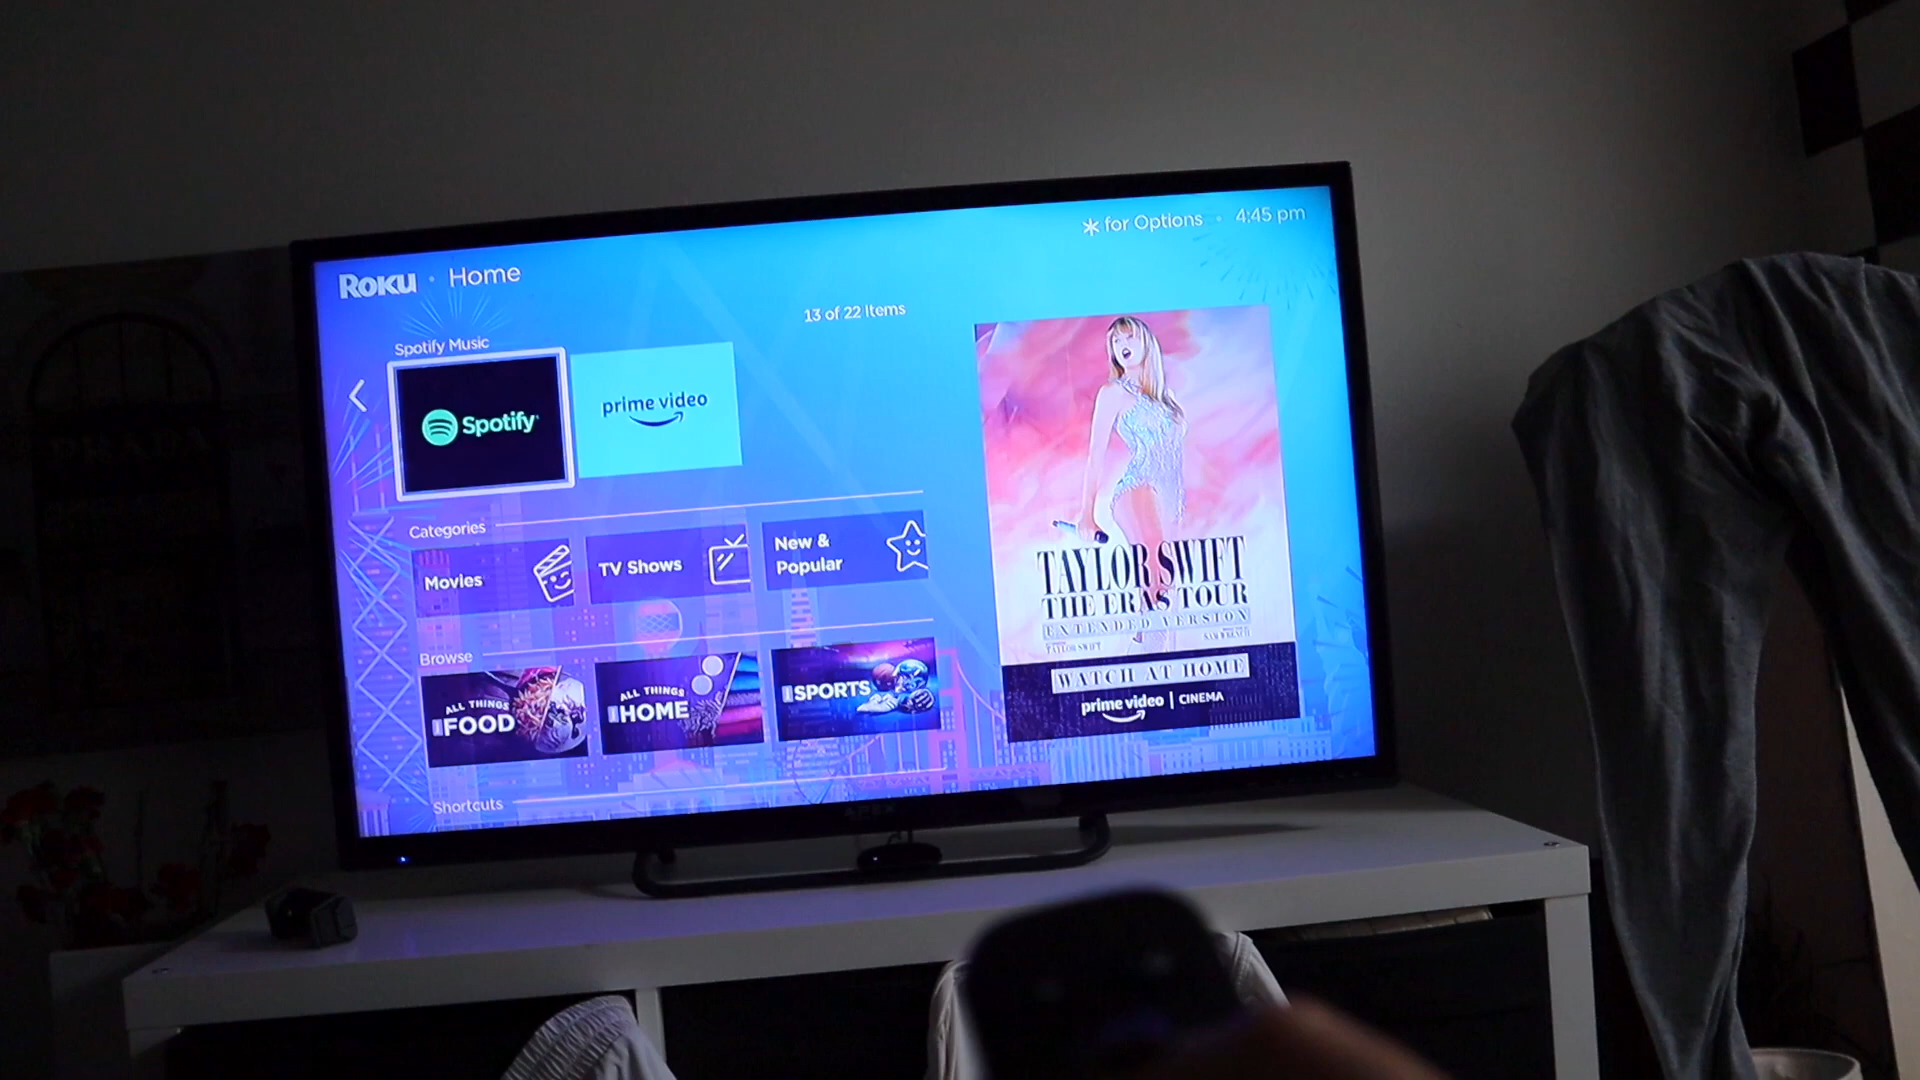 ROKU · Home
* for Options · 4:45 pm
13 of 22 Items
Spotify Music
Spotify
prime video
Categories
Movies
TV Shows
New &
Popular
Browse
ALL THINGS
FOOD
ALL THINGS
HOME
SPORTS
Shortcuts
TAYLOR SWIFT
THE ERAS TOUR
EXTENDED VERSION
TAYLOR SWIFT
WATCH AT HOME
prime video | CINEMA